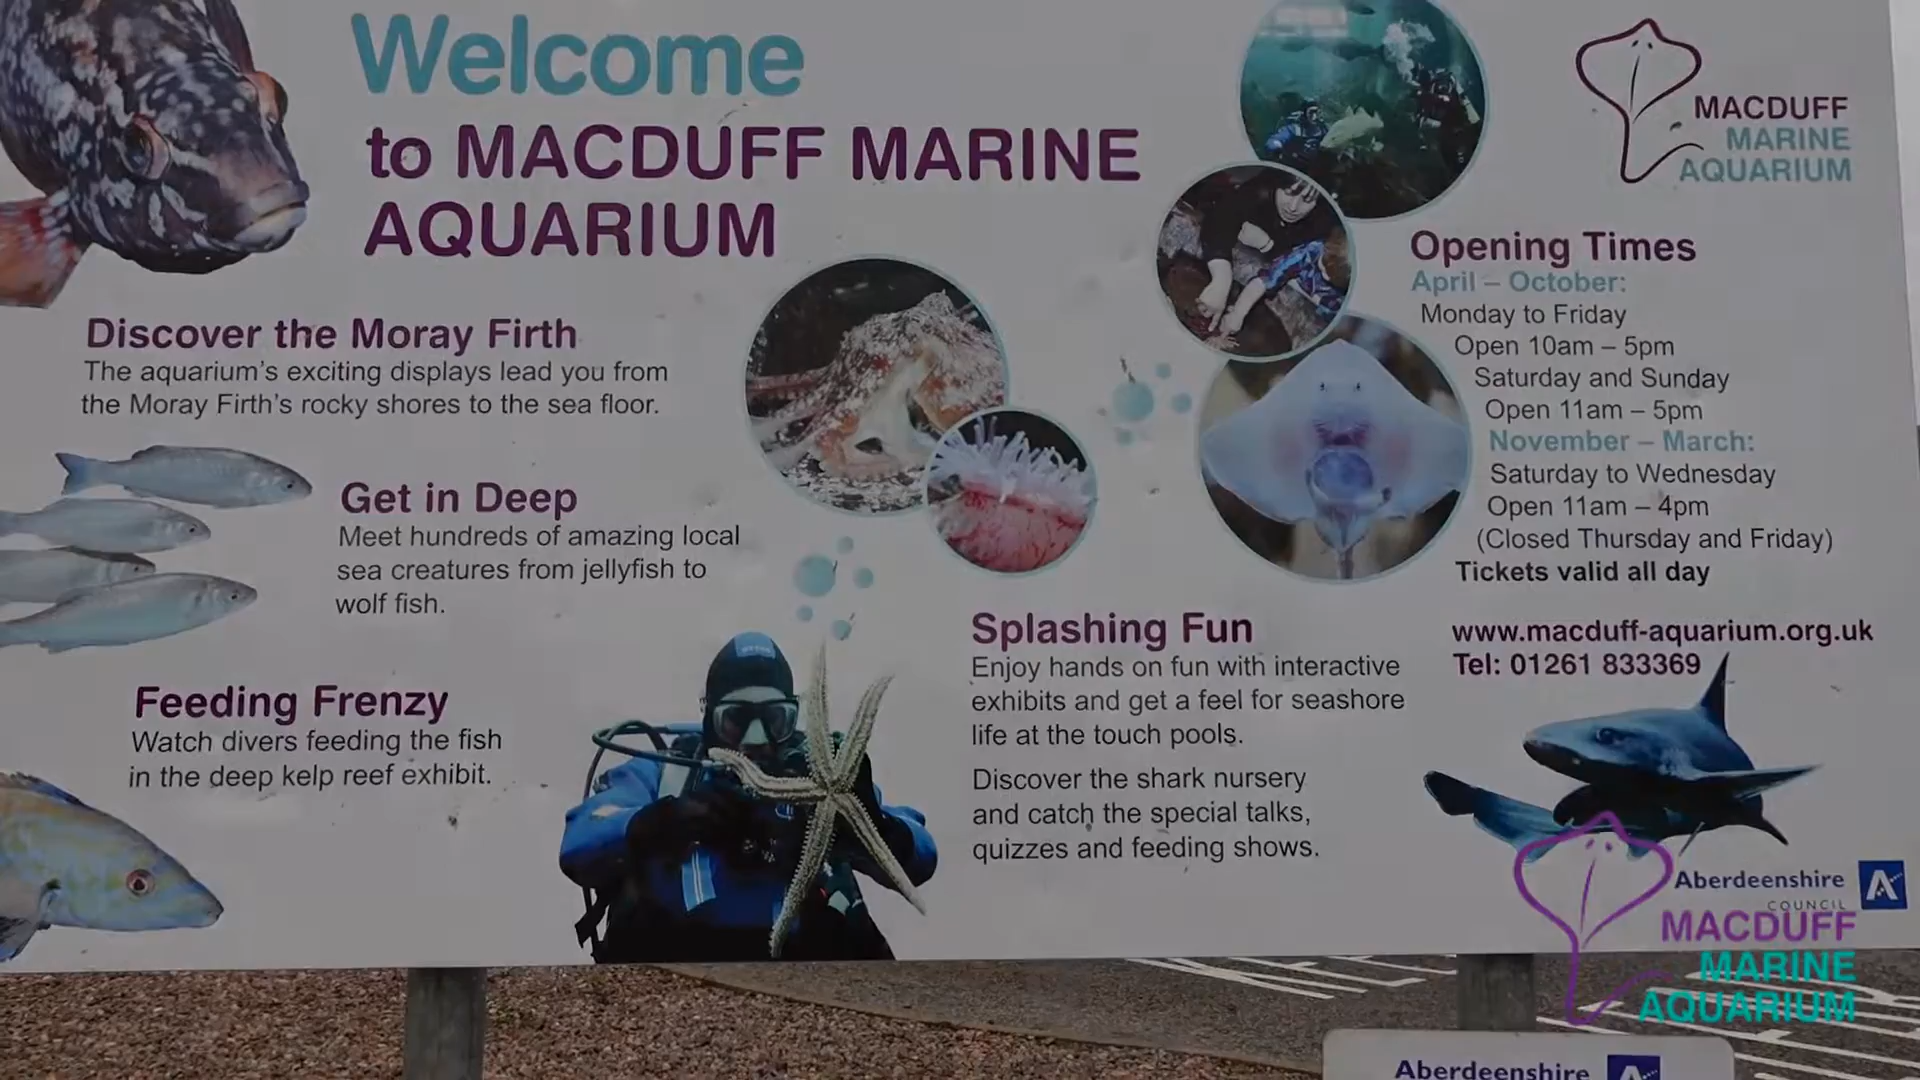 Welcome
to MACDUFF MARINE
AQUARIUM
Discover the Moray Firth
The aquarium's exciting displays lead you from
the Moray Firth's rocky shores to the sea floor.
Get in Deep
Meet hundreds of amazing local
sea creatures from jellyfish to
wolf fish.
Feeding Frenzy
Watch divers feeding the fish
in the deep kelp reef exhibit.
Splashing Fun
Enjoy hands on fun with interactive
exhibits and get a feel for seashore
life at the touch pools.
Discover the shark nursery
and catch the special talks,
quizzes and feeding shows.
MACDUFF
MARINE
AQUARIUM
Opening Times
April – October:
Monday to Friday
Open 10am – 5pm
Saturday and Sunday
Open 11am – 5pm
November – March:
Saturday to Wednesday
Open 11am – 4pm
(Closed Thursday and Friday)
Tickets valid all day
www.macduff-aquarium.org.uk
Tel: 01261 833369
Aberdeenshire
COUNCIL
MACDUFF
MARINE
AQUARIUM
Aberdeenshire